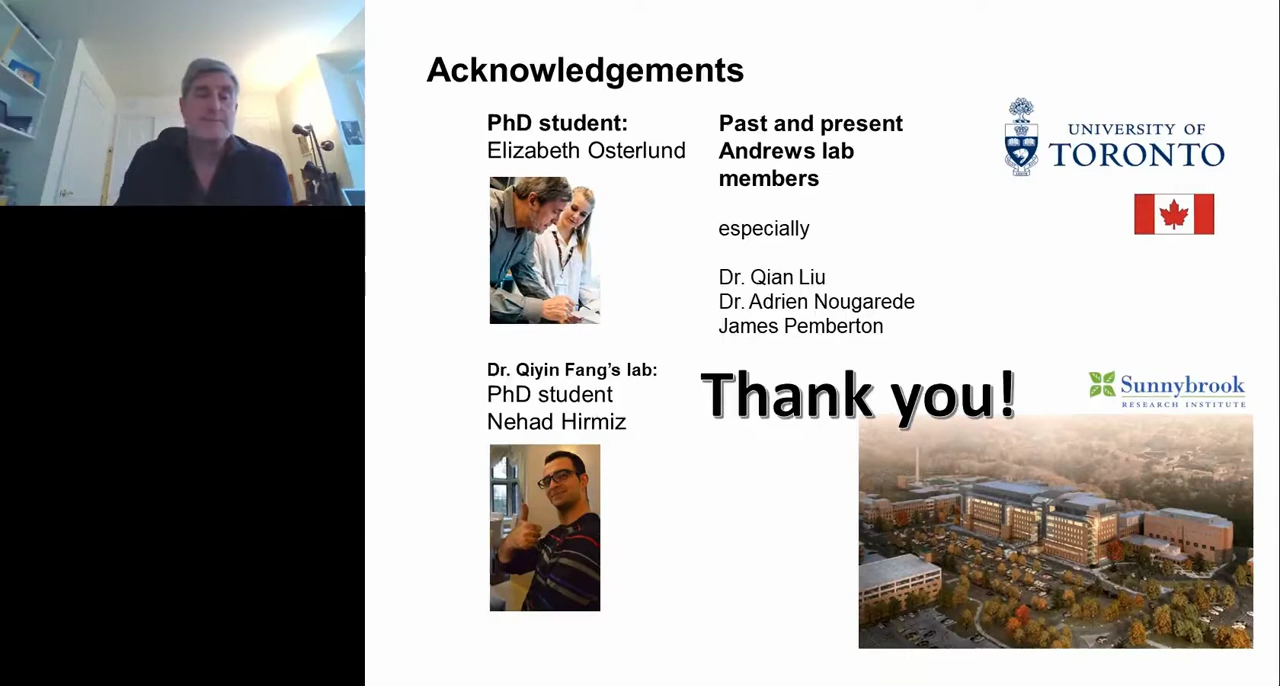 Acknowledgements
PhD student:
Elizabeth Osterlund
Past and present
Andrews lab
members
especially
Dr. Qian Liu
Dr. Adrien Nougarede
James Pemberton
UNIVERSITY OF
TORONTO
Dr. Qiyin Fang's lab:
PhD student
Nehad Hirmiz
Thank you!
Sunnybrook
RESEARCH INSTITUTE